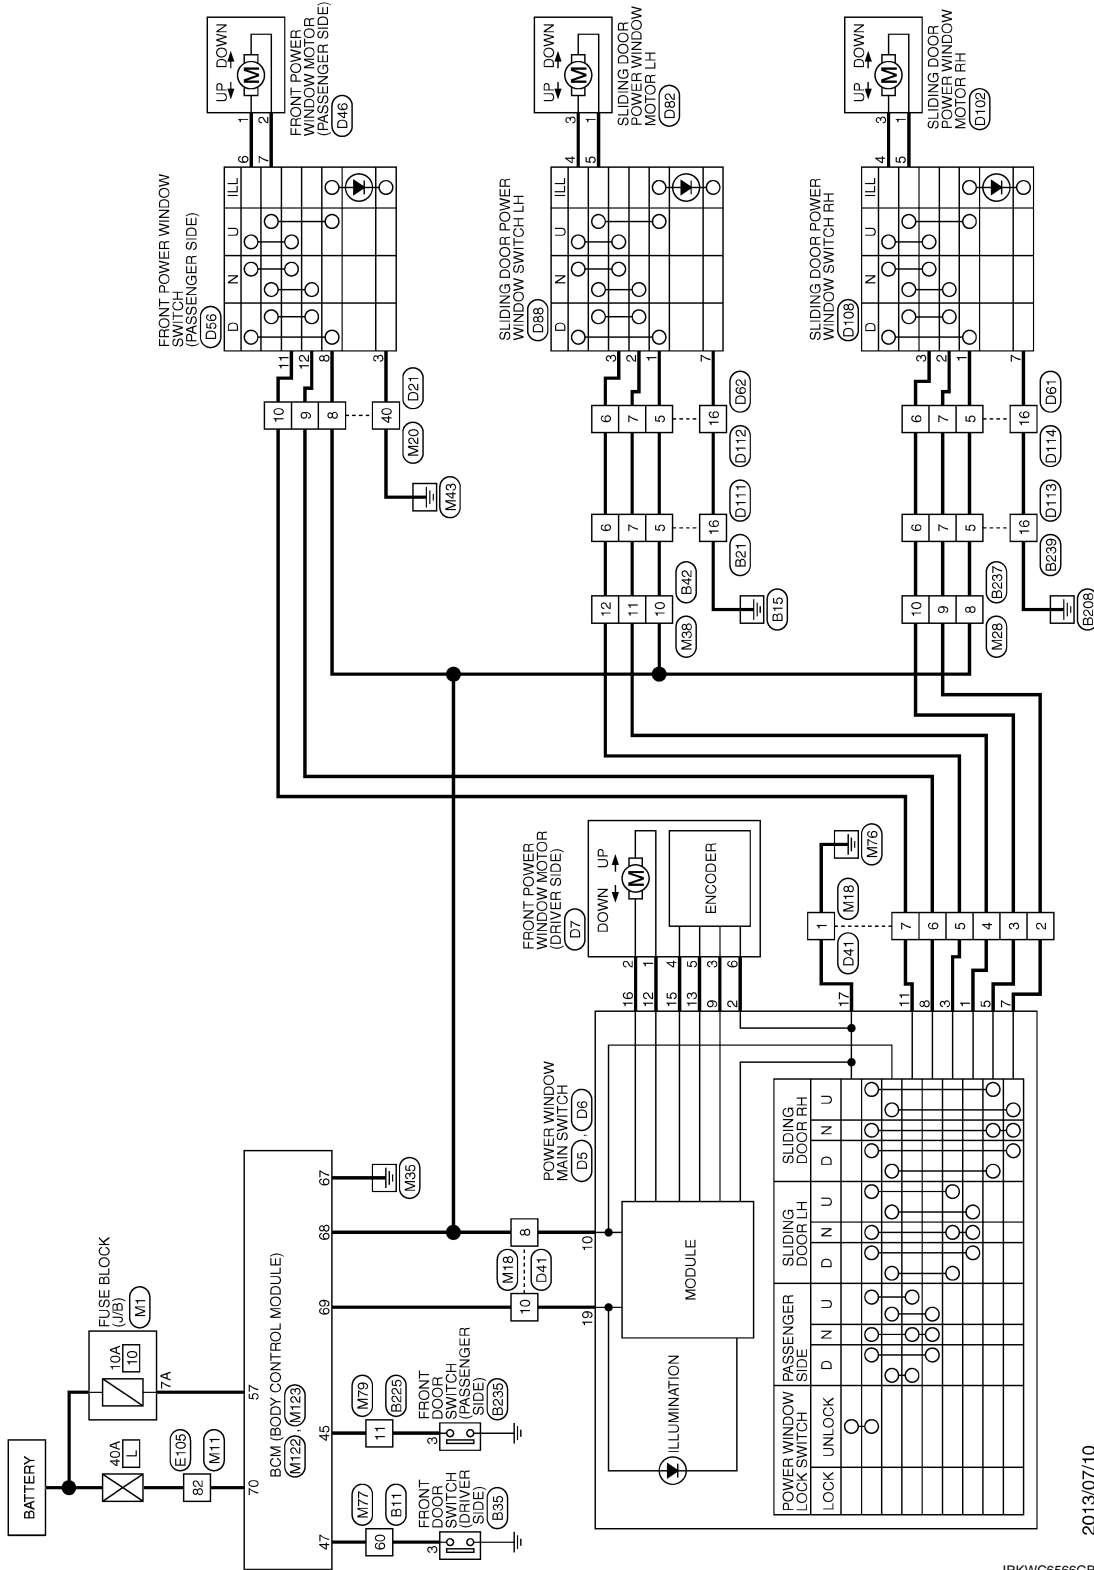 BATTERY
40A
L
82
E105
M11
10A
10
7A
FUSE BLOCK
(J/B)
M1
BCM (BODY CONTROL MODULE)
M122 , M123
70
57
47
45
69
68
67
M35
60
M77
B11
3
FRONT
DOOR
SWITCH
(DRIVER
SIDE)
B35
11
M79
B225
3
FRONT
DOOR
SWITCH
(PASSENGER
SIDE)
B235
10
M18
D41
8
19
10
POWER WINDOW
MAIN SWITCH
D5 , D6
MODULE
ILLUMINATION
POWER WINDOW
LOCK SWITCH
LOCK
UNLOCK
PASSENGER
SIDE
D
N
U
SLIDING
DOOR LH
D
N
U
SLIDING
DOOR RH
D
N
U
16
12
15
13
9
2
17
11
8
3
1
5
7
2
1
4
5
3
6
FRONT POWER
WINDOW MOTOR
(DRIVER SIDE)
D7
DOWN
UP
M
ENCODER
1
D41
M18
M76
7
6
5
4
3
2
FRONT POWER WINDOW
SWITCH
(PASSENGER SIDE)
D56
D
N
U
ILL
11
12
8
3
10
9
8
40
M20
D21
M43
6
7
1
2
UP
DOWN
M
FRONT POWER
WINDOW MOTOR
(PASSENGER SIDE)
D46
SLIDING DOOR POWER
WINDOW SWITCH LH
D88
D
N
U
ILL
3
2
1
7
6
7
5
16
D112
D62
6
7
5
16
B21
D111
12
11
10
M38
B42
B15
4
5
3
1
UP
DOWN
M
SLIDING DOOR
POWER WINDOW
MOTOR LH
D82
SLIDING DOOR POWER
WINDOW SWITCH RH
D108
D
N
U
ILL
3
2
1
7
6
7
5
16
D114
D61
6
7
5
16
B239
D113
10
9
8
M28
B237
B208
4
5
3
1
UP
DOWN
M
SLIDING DOOR
POWER WINDOW
MOTOR RH
D102
2013/07/10